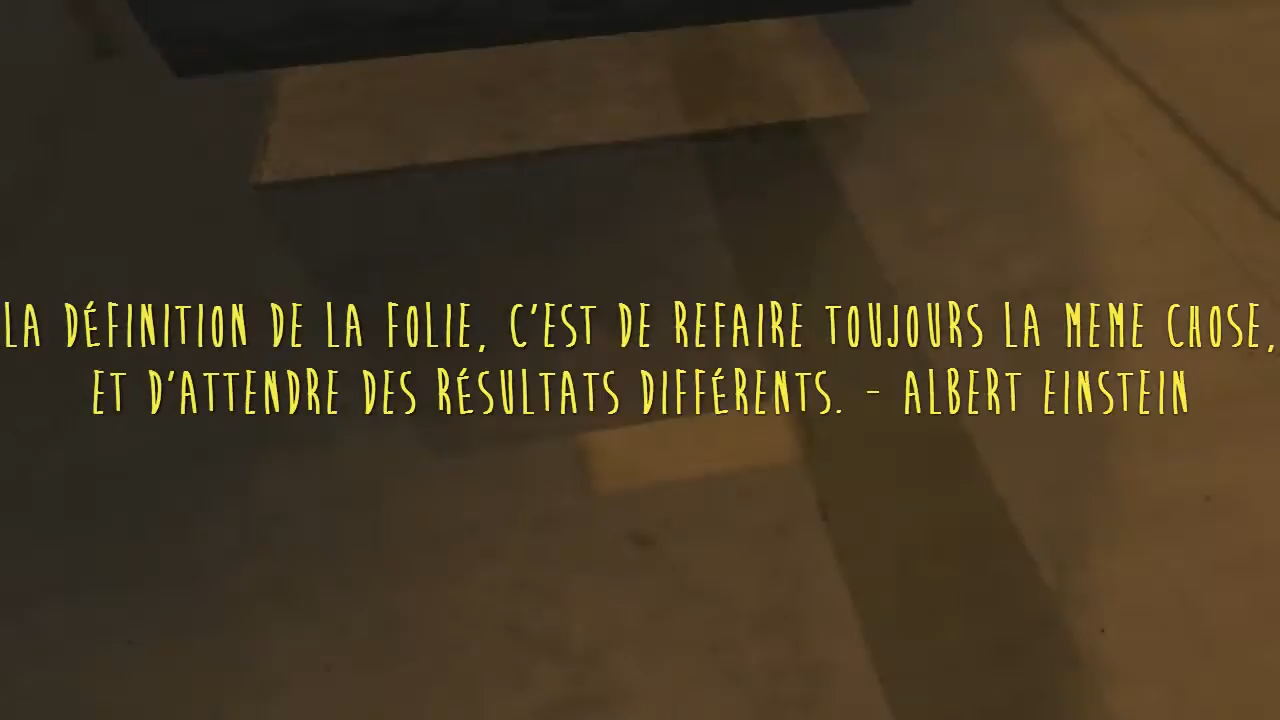 LA DÉFINITION DE LA FOLIE, C'EST DE REFAIRE TOUJOURS LA MEME CHOSE,
ET D'ATTENDRE DES RÉSULTATS DIFFÉRENTS. - ALBERT EINSTEIN